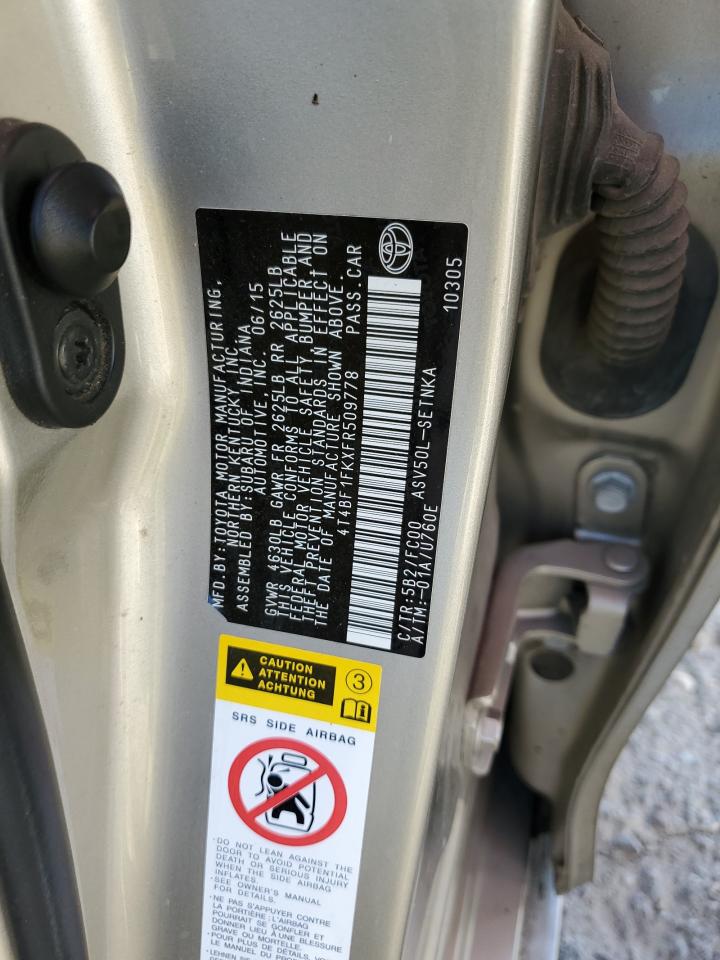 MFD. BY:TOYOTA MOTOR MANUFACTURING,
NORTHERN KENTUCKY, INC.
ASSEMBLED BY:SUBARU OF INDIANA
AUTOMOTIVE, INC. 06/15
GVWR 4630LB GAWR FR 2625LB RR 2625LB
THIS VEHICLE CONFORMS TO ALL APPLICABLE
FEDERAL MOTOR VEHICLE SAFETY, BUMPER AND
THEFT PREVENTION STANDARDS IN EFFECT ON
THE DATE OF MANUFACTURE SHOWN ABOVE.
4T4BF1FKXFR509778 PASS.CAR
C/TR:5B2/FC00 ASV50L-SETNKA 10305
A/TM:-01A/U760E
CAUTION
ATTENTION
ACHTUNG
3
SRS SIDE AIRBAG
·DO NOT LEAN AGAINST THE
DOOR TO AVOID POTENTIAL
DEATH OR SERIOUS INJURY
WHEN THE SIDE AIRBAG
INFLATES.
·SEE OWNER'S MANUAL
FOR DETAILS.
·NE PAS S'APPUYER CONTRE
LA PORTIÈRE; L'AIRBAG
POURRAIT SE GONFLER ET
DONNER LIEU À UNE BLESSURE
GRAVE OU MORTELLE.
·POUR PLUS DE DÉTAILS, VOIR
LE MANUEL DU